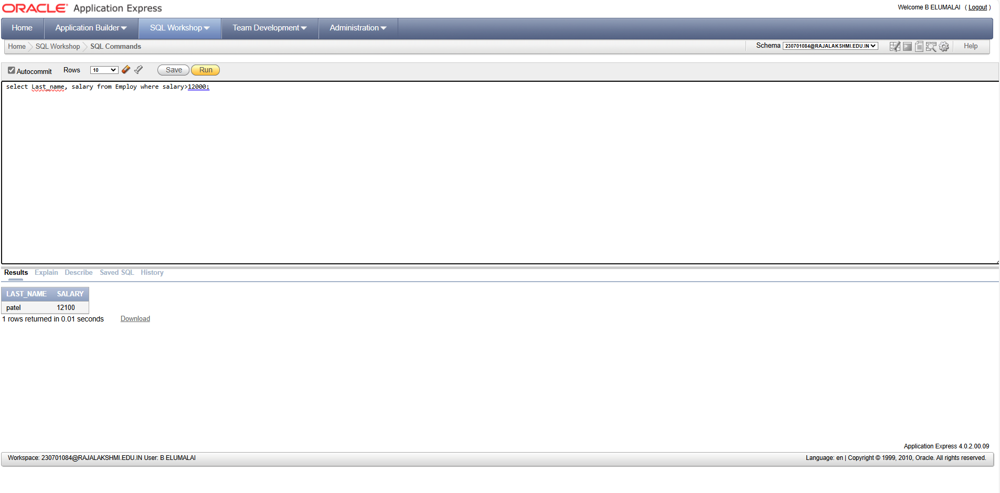 ORACLE Application Express
Welcome B ELUMALAI ( Logout )
Home Application Builder SQL Workshop Team Development Administration
Home SQL Workshop SQL Commands
Schema 230701084@RAJALAKSHMI.EDU.IN Help
Autocommit Rows 10 Save Run
select Last_name, salary from Employ where salary>12000;
Results Explain Describe Saved SQL History
LAST_NAME SALARY
patel 12100
1 rows returned in 0.01 seconds Download
Application Express 4.0.2.00.09
Workspace: 230701084@RAJALAKSHMI.EDU.IN User: B ELUMALAI
Language: en | Copyright © 1999, 2010, Oracle. All rights reserved.